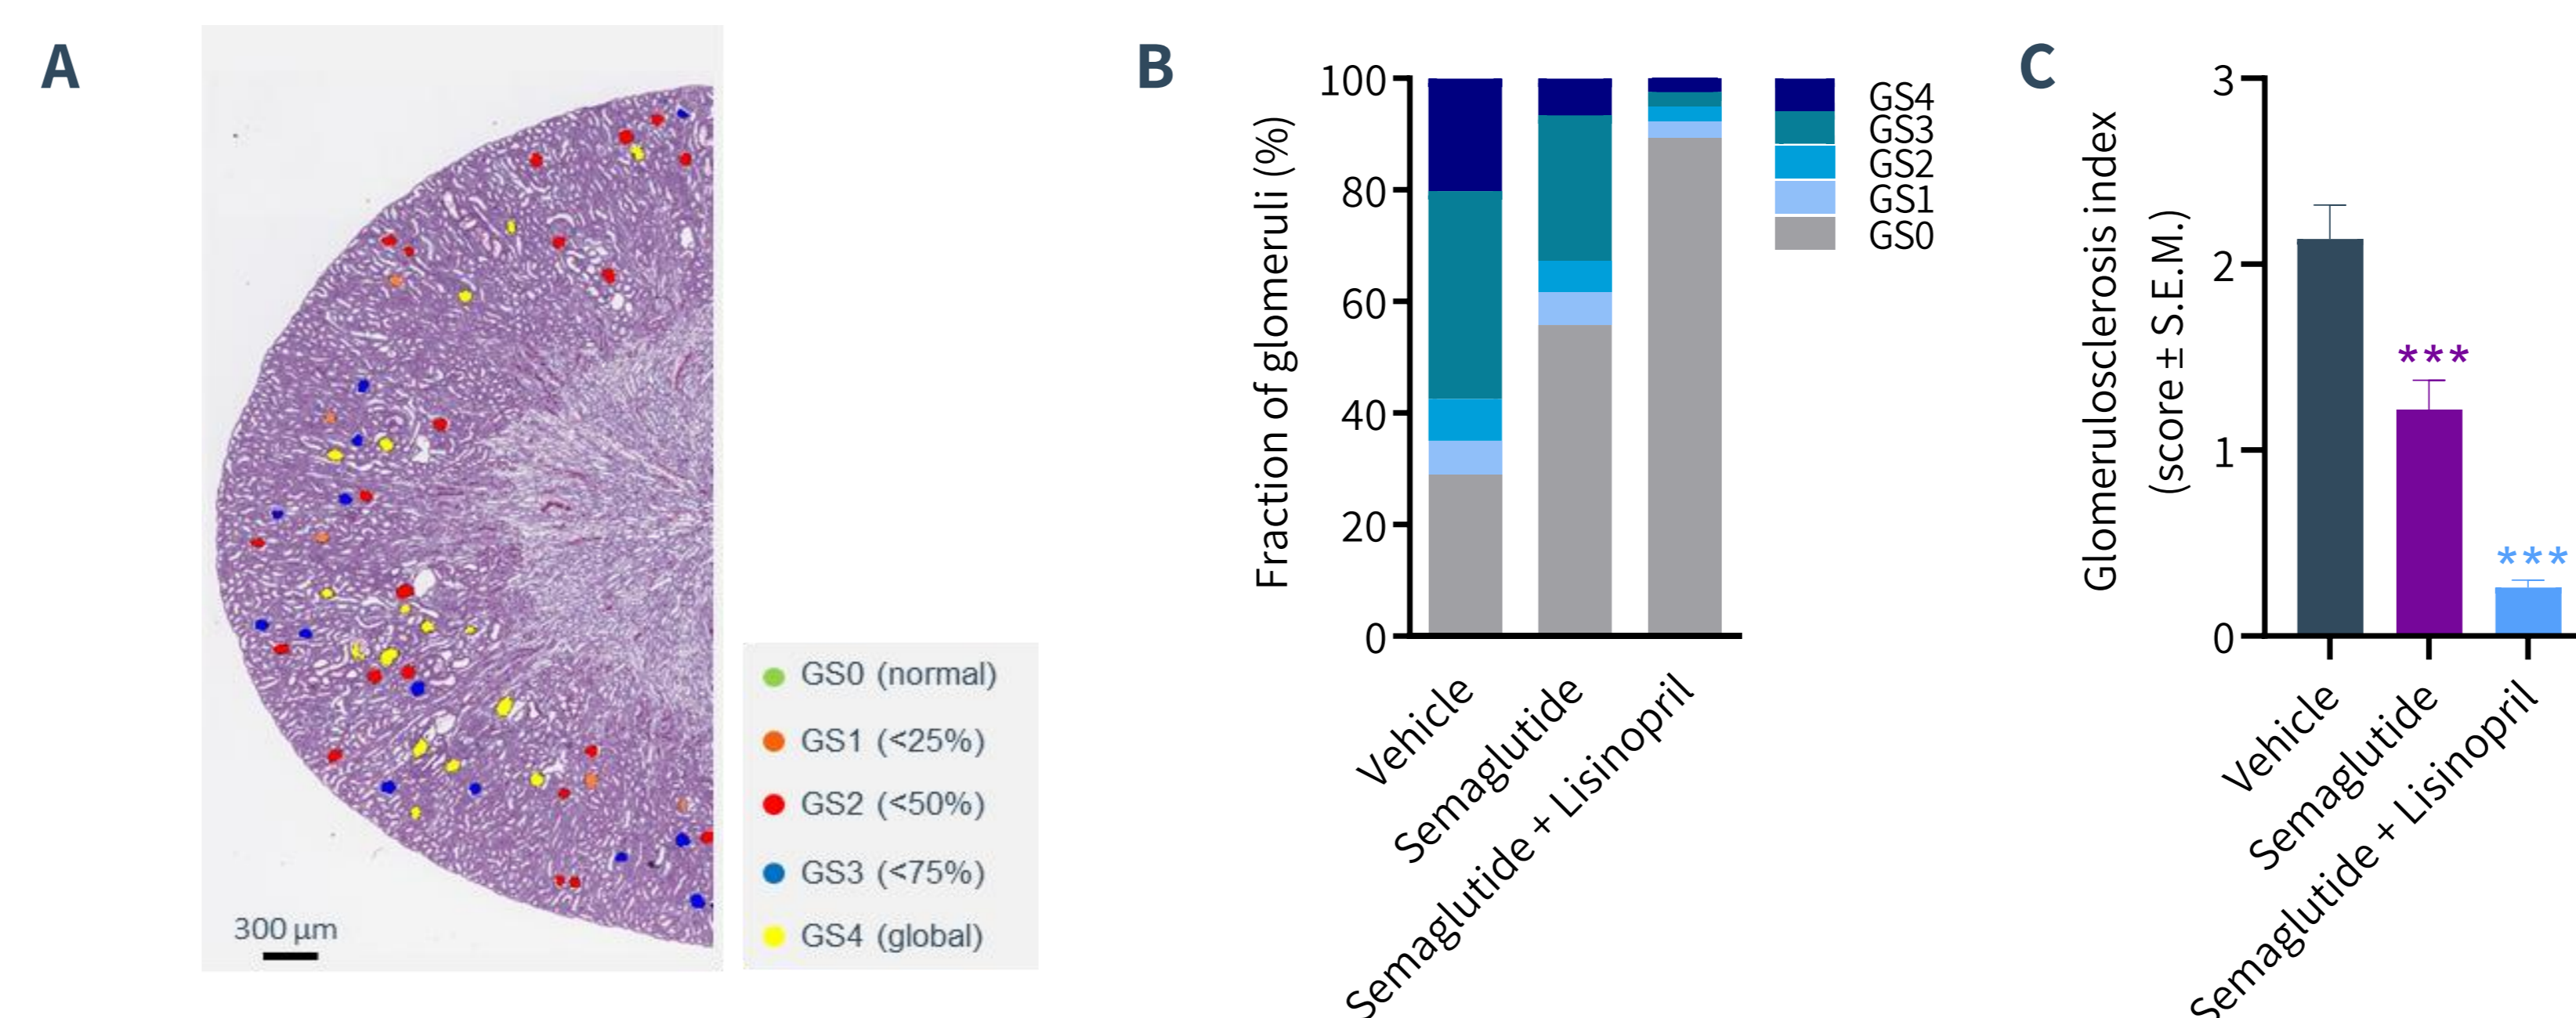 A
300 µm
GS0 (normal)
GS1 (<25%)
GS2 (<50%)
GS3 (<75%)
GS4 (global)
B
Fraction of glomeruli (%)
100
80
60
40
20
0
Vehicle
Semaglutide
Semaglutide + Lisinopril
GS4
GS3
GS2
GS1
GS0
C
Glomerulosclerosis index
(score ± S.E.M.)
3
2
1
0
***
***
Vehicle
Semaglutide
Semaglutide + Lisinopril